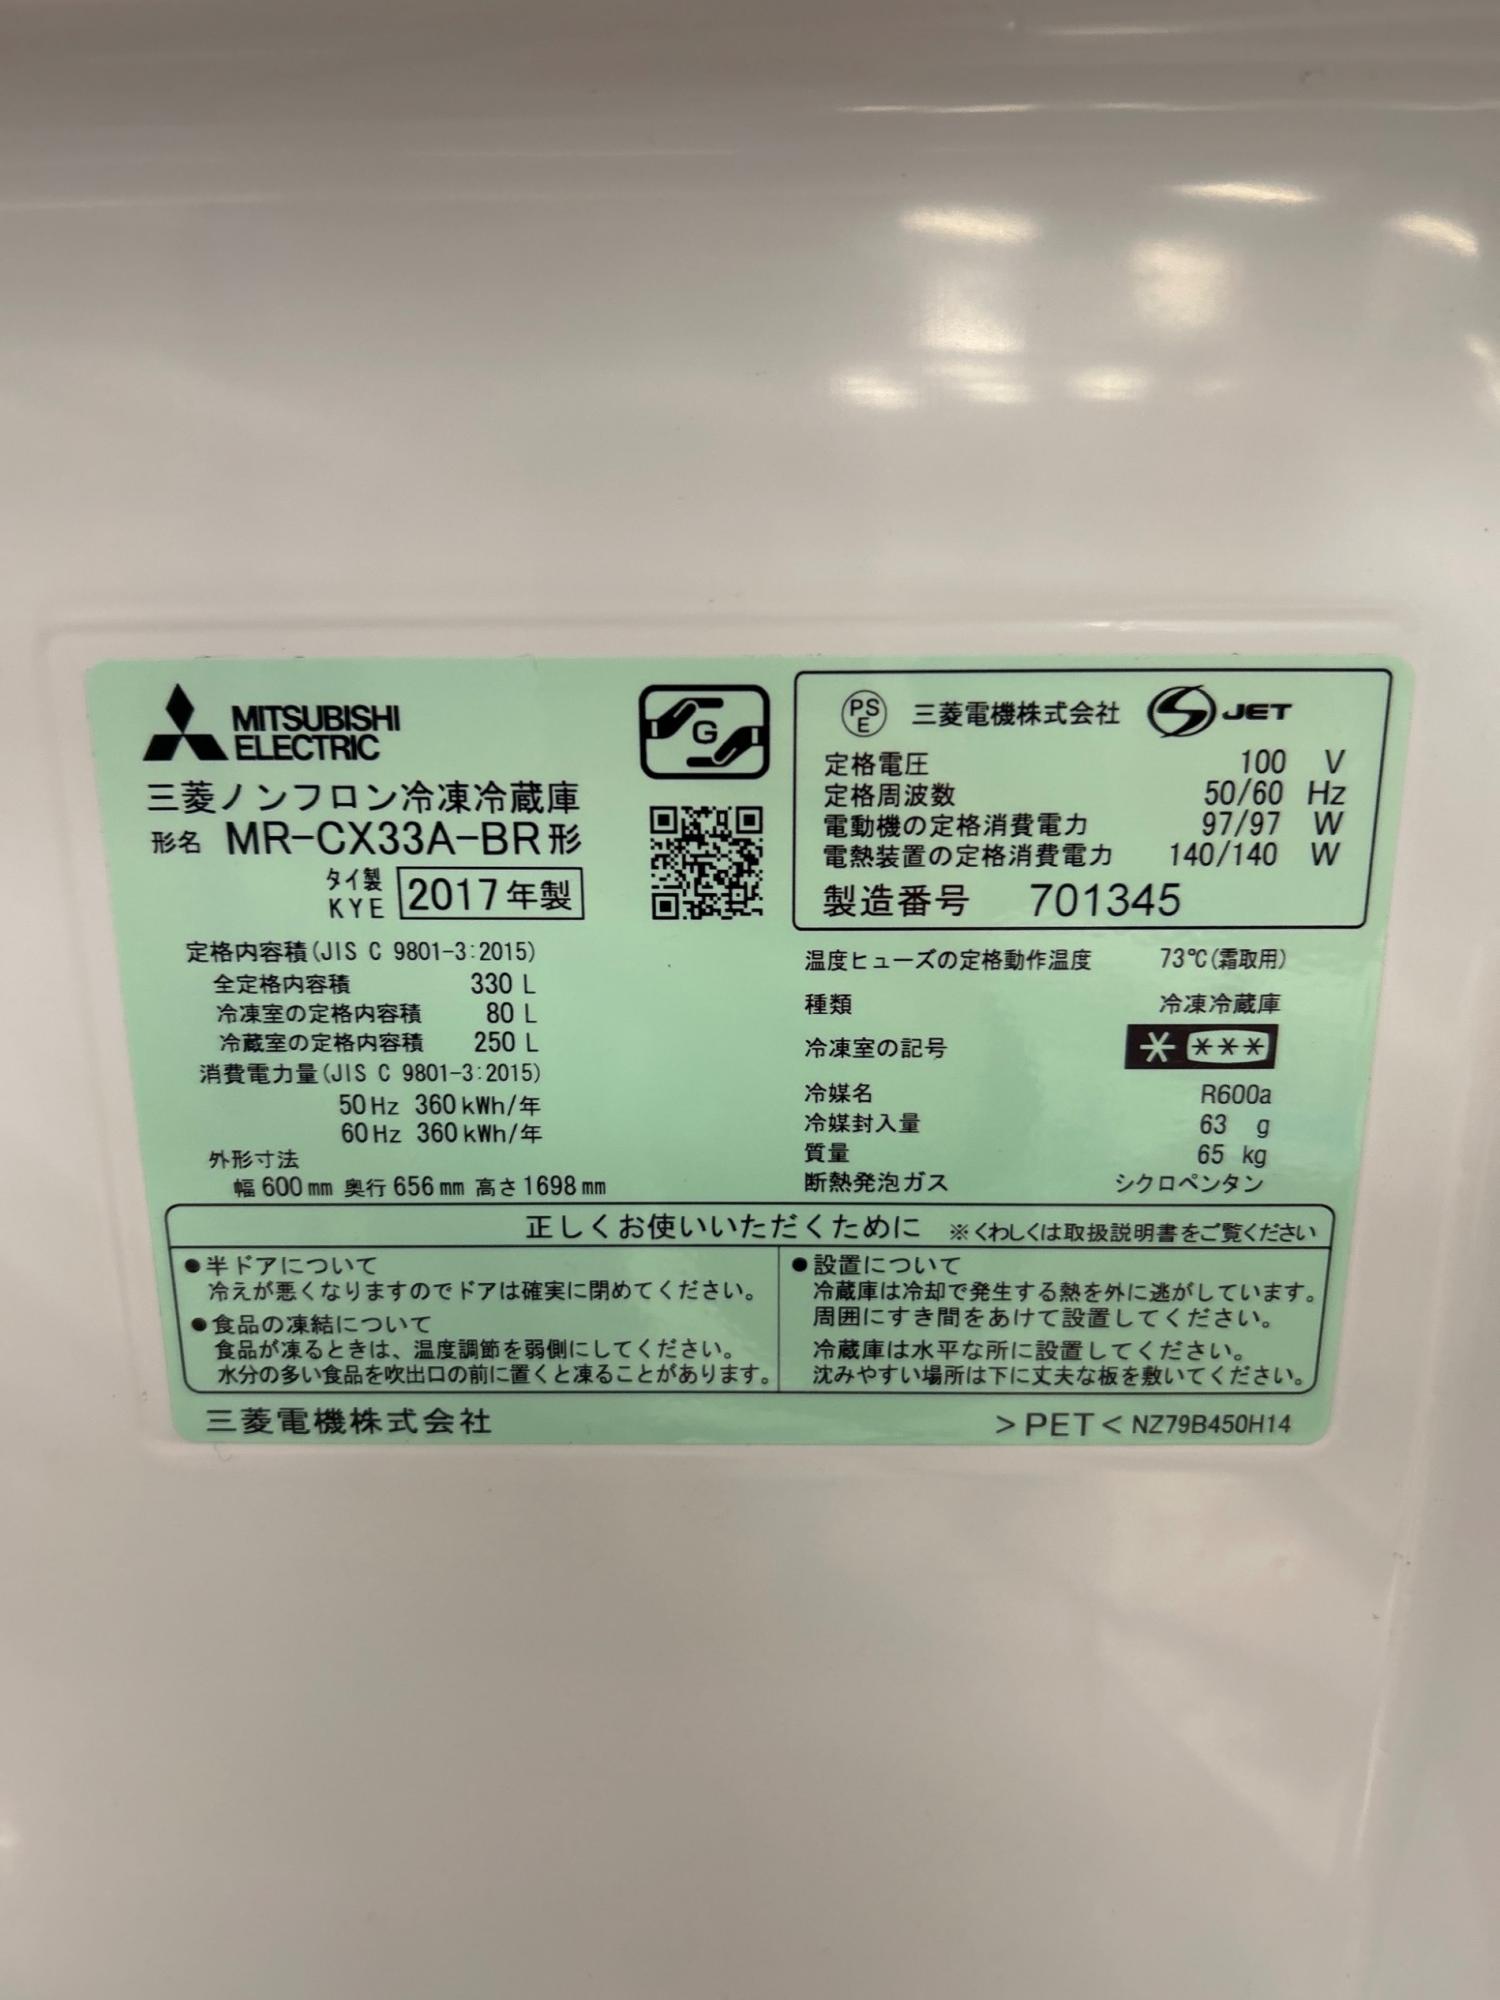 MITSUBISHI
ELECTRIC
G
三菱ノンフロン冷凍冷蔵庫
形名 MR-CX33A-BR形
タイ製
KYE 2017年製
定格内容積(JIS C 9801-3:2015)
全定格内容積 330 L
冷凍室の定格内容積 80 L
冷蔵室の定格内容積 250 L
消費電力量(JIS C 9801-3:2015)
50Hz 360kWh/年
60Hz 360kWh/年
外形寸法
幅600mm 奥行656mm 高さ1698mm
PSE 三菱電機株式会社 JET
定格電圧 100 V
定格周波数 50/60 Hz
電動機の定格消費電力 97/97 W
電熱装置の定格消費電力 140/140 W
製造番号 701345
温度ヒューズの定格動作温度 73℃(霜取用)
種類 冷凍冷蔵庫
冷凍室の記号 * ***
冷媒名 R600a
冷媒封入量 63 g
質量 65 kg
断熱発泡ガス シクロペンタン
正しくお使いいただくために ※くわしくは取扱説明書をご覧ください
●半ドアについて
冷えが悪くなりますのでドアは確実に閉めてください。
●食品の凍結について
食品が凍るときは、温度調節を弱側にしてください。
水分の多い食品を吹出口の前に置くと凍ることがあります。
●設置について
冷蔵庫は冷却で発生する熱を外に逃がしています。
周囲にすき間をあけて設置してください。
冷蔵庫は水平な所に設置してください。
沈みやすい場所は下に丈夫な板を敷いてください。
三菱電機株式会社
>PET< NZ79B450H14